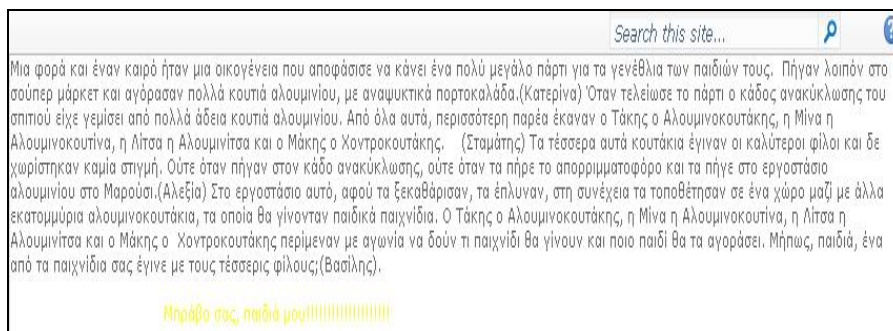 Search this site...
Μια φορά και έναν καιρό ήταν μια οικογένεια που αποφάσισε να κάνει ένα πολύ μεγάλο πάρτι για τα γενέθλια των παιδιών τους. Πήγαν λοιπόν στο
σούπερ μάρκετ και αγόρασαν πολλά κουτιά αλουμινίου, με αναψυκτικά πορτοκαλάδα.(Κατερίνα) Όταν τελείωσε το πάρτι ο κάδος ανακύκλωσης του
σπιτιού είχε γεμίσει από πολλά άδεια κουτιά αλουμινίου. Από όλα αυτά, περισσότερη παρέα έκαναν ο Τάκης ο Αλουμινοκουτάκης, η Μίνα η
Αλουμινοκουτίνα, η Λίτσα η Αλουμινίτσα και ο Μάκης ο Χοντροκουτάκης. (Σταμάτης) Τα τέσσερα αυτά κουτάκια έγιναν οι καλύτεροι φίλοι και δε
χωρίστηκαν καμία στιγμή. Ούτε όταν πήγαν στον κάδο ανακύκλωσης, ούτε όταν τα πήρε το απορριμματοφόρο και τα πήγε στο εργοστάσιο
αλουμινίου στο Μαρούσι.(Αλεξία) Στο εργοστάσιο αυτό, αφού τα ξεκαθάρισαν, τα έπλυναν, στη συνέχεια τα τοποθέτησαν σε ένα χώρο μαζί με άλλα
εκατομμύρια αλουμινοκουτάκια, τα οποία θα γίνονταν παιδικά παιχνίδια. Ο Τάκης ο Αλουμινοκουτάκης, η Μίνα η Αλουμινοκουτίνα, η Λίτσα η
Αλουμινίτσα και ο Μάκης ο Χοντροκουτάκης περίμεναν με αγωνία να δούν τι παιχνίδι θα γίνουν και ποιο παιδί θα τα αγοράσει. Μήπως, παιδιά, ένα
από τα παιχνίδια σας έγινε με τους τέσσερις φίλους;(Βασίλης).
Μπράβο σας, παιδιά μου!!!!!!!!!!!!!!!!!!!!